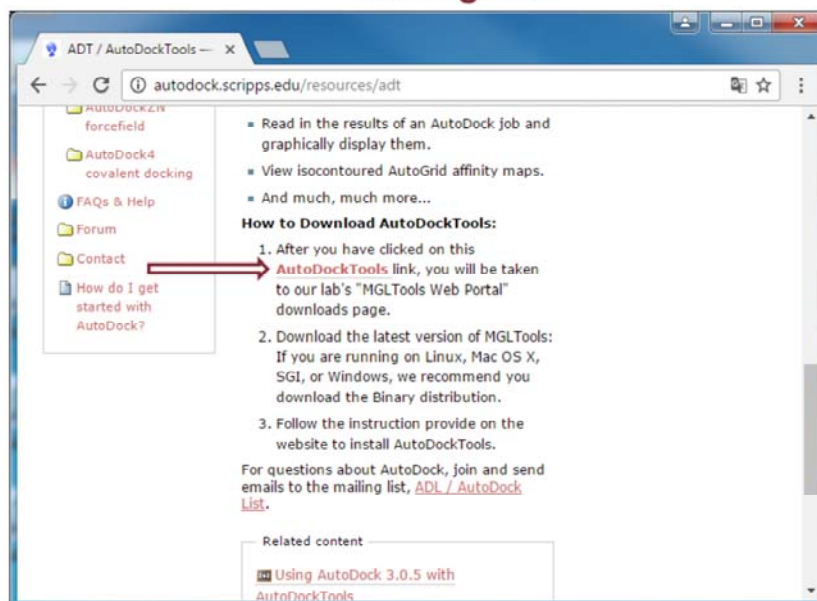 ADT / AutoDockTools —
autodock.scripps.edu/resources/adt
AutoDockZN
forcefield
AutoDock4
covalent docking
FAQs & Help
Forum
Contact
How do I get
started with
AutoDock?
Read in the results of an AutoDock job and
graphically display them.
View isocontoured AutoGrid affinity maps.
And much, much more...
How to Download AutoDockTools:
1. After you have clicked on this
AutoDockTools link, you will be taken
to our lab's "MGLTools Web Portal"
downloads page.
2. Download the latest version of MGLTools:
If you are running on Linux, Mac OS X,
SGI, or Windows, we recommend you
download the Binary distribution.
3. Follow the instruction provide on the
website to install AutoDockTools.
For questions about AutoDock, join and send
emails to the mailing list, ADL / AutoDock
List.
Related content
Using AutoDock 3.0.5 with
AutoDockTools